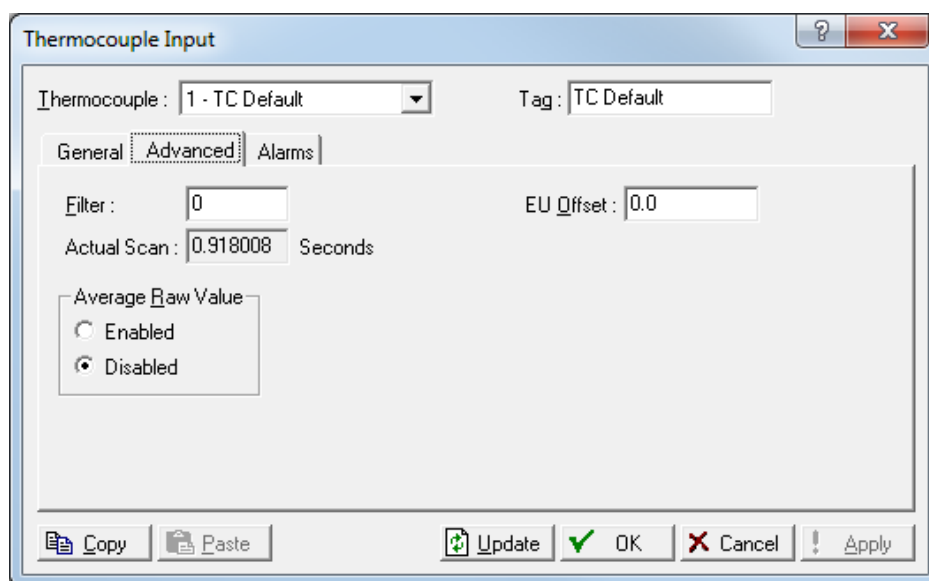 Thermocouple Input
Thermocouple : 1 - TC Default Tag : TC Default
General Advanced Alarms
Filter : 0 EU Offset : 0.0
Actual Scan : 0.918008 Seconds
Average Raw Value
Enabled
Disabled
Copy Paste Update OK Cancel Apply